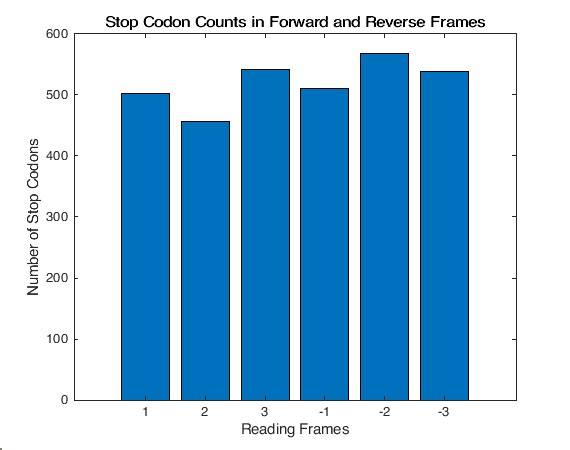 Stop Codon Counts in Forward and Reverse Frames
600
500
400
300
200
100
0
Number of Stop Codons
1 2 3 -1 -2 -3
Reading Frames